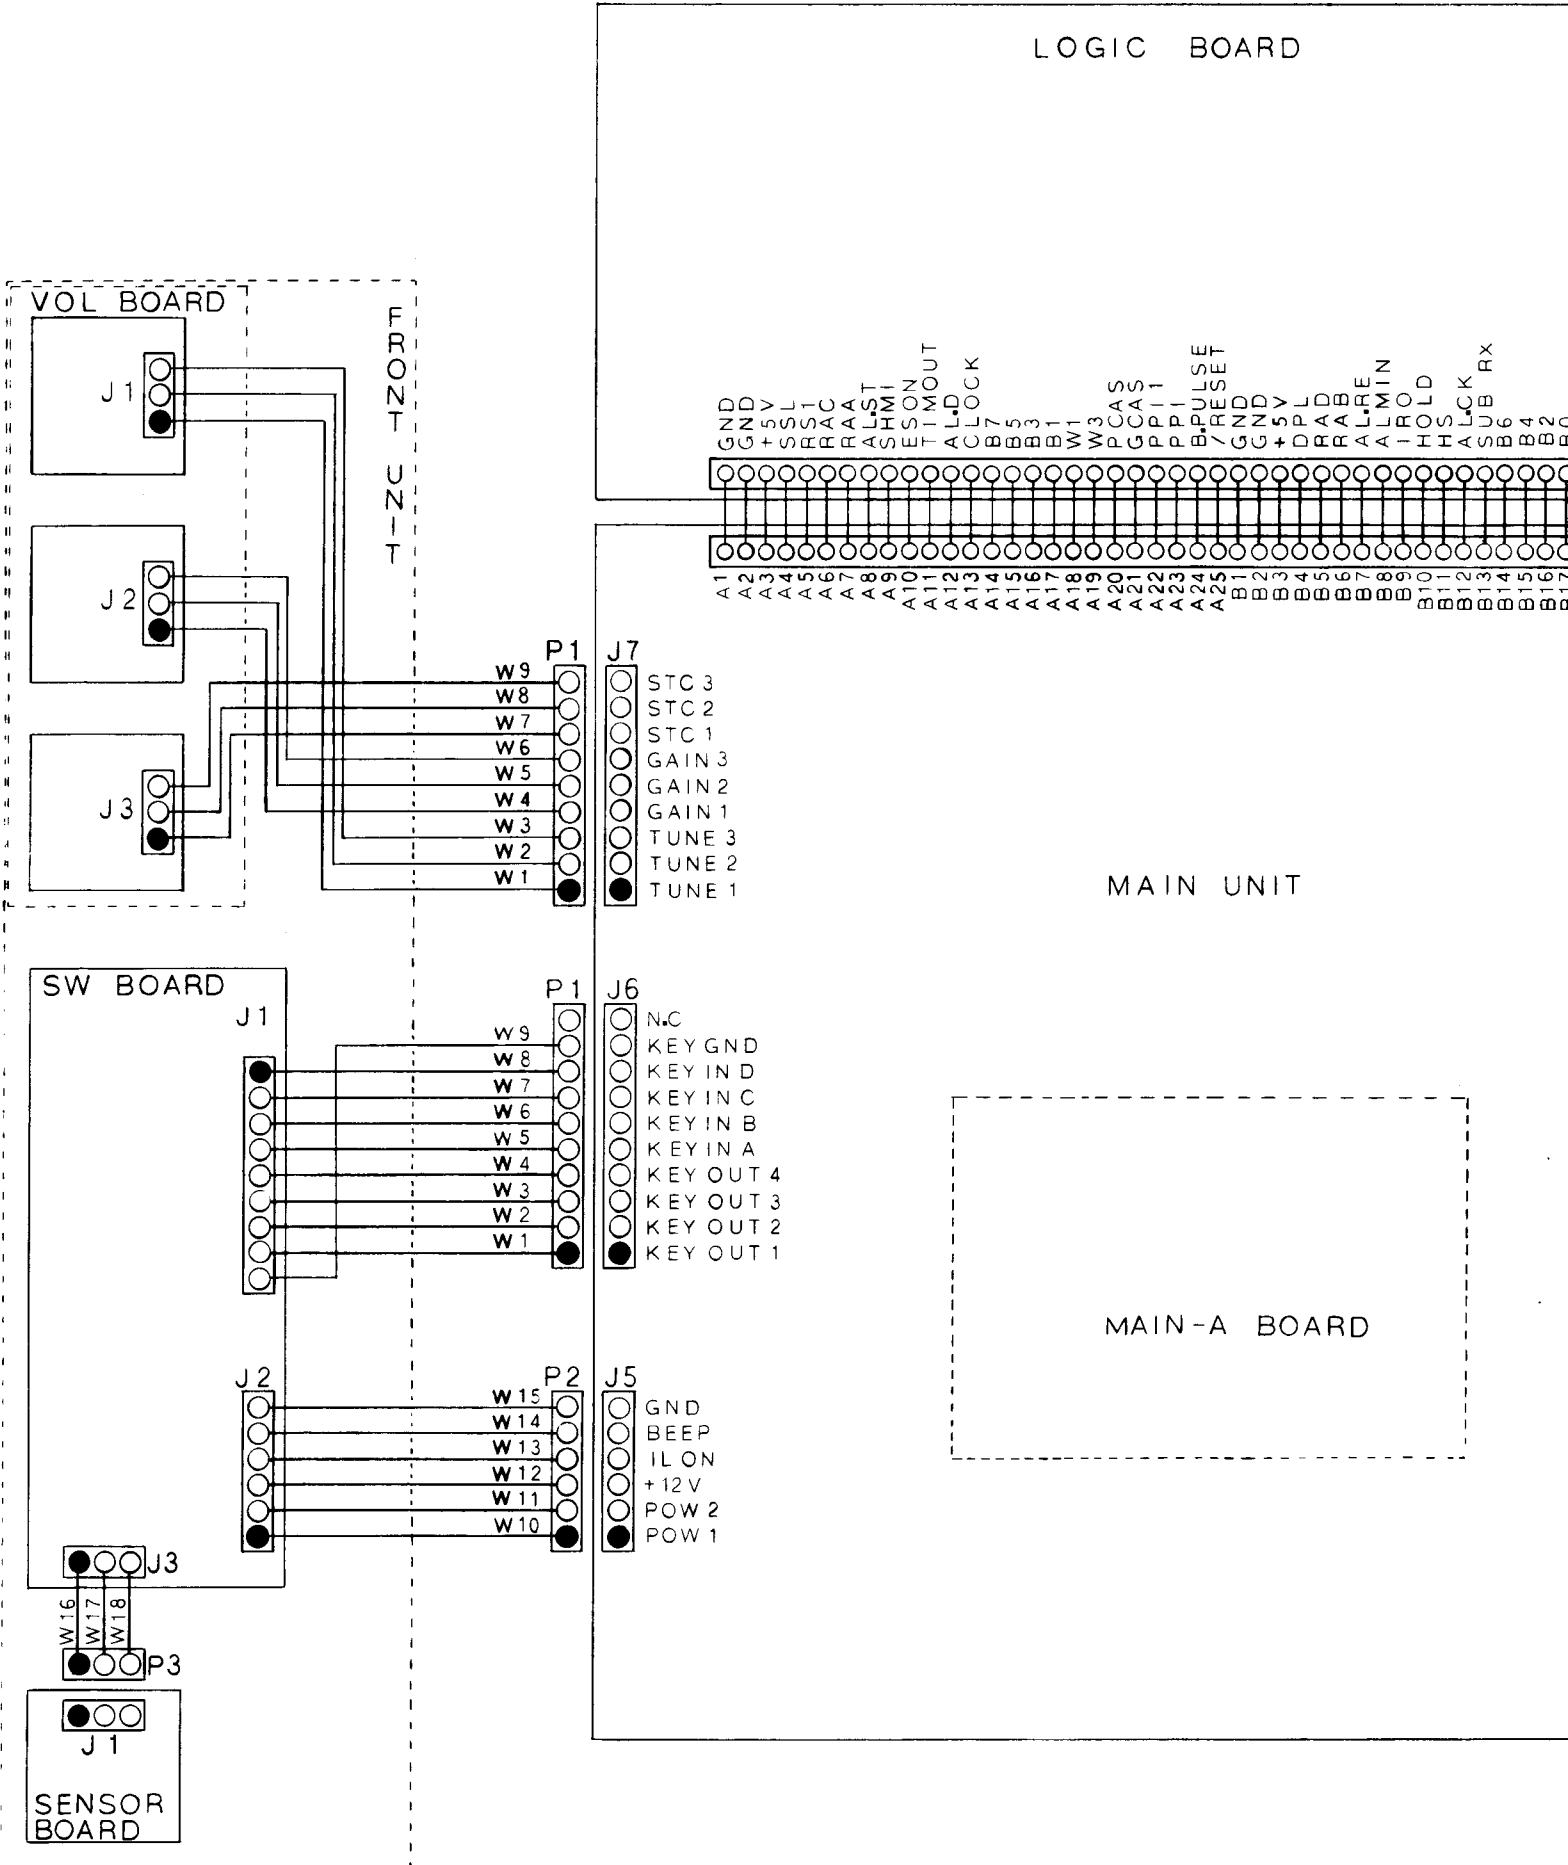 LOGIC BOARD
VOL BOARD
FRONT UNIT
J1
J2
J3
GND
GND
+5V
SSL
RS1
RAC
RAA
AL.ST
SHMI
ESON
TIMOUT
AL.D
CLOCK
B7
B5
B3
B1
W1
W3
PCAS
GCAS
PPI1
PPI
B.PULSE
/RESET
GND
GND
+5V
DPL
RAD
RAB
AL.RE
ALMIN
IRO
HOLD
HS
AL.CK
SUB RX
B6
B4
B2
A1
A2
A3
A4
A5
A6
A7
A8
A9
A10
A11
A12
A13
A14
A15
A16
A17
A18
A19
A20
A21
A22
A23
A24
A25
B1
B2
B3
B4
B5
B6
B7
B8
B9
B10
B11
B12
B13
B14
B15
B16
B17
P1 J7
W9 STC 3
W8 STC 2
W7 STC 1
W6 GAIN 3
W5 GAIN 2
W4 GAIN 1
W3 TUNE 3
W2 TUNE 2
W1 TUNE 1
MAIN UNIT
SW BOARD
J1
P1 J6
N.C
W9 KEY GND
W8 KEY IN D
W7 KEY IN C
W6 KEY IN B
W5 KEY IN A
W4 KEY OUT 4
W3 KEY OUT 3
W2 KEY OUT 2
W1 KEY OUT 1
MAIN-A BOARD
J2 P2 J5
W15 GND
W14 BEEP
W13 IL ON
W12 +12V
W11 POW 2
W10 POW 1
J3
W16
W17
W18
P3
J1
SENSOR
BOARD